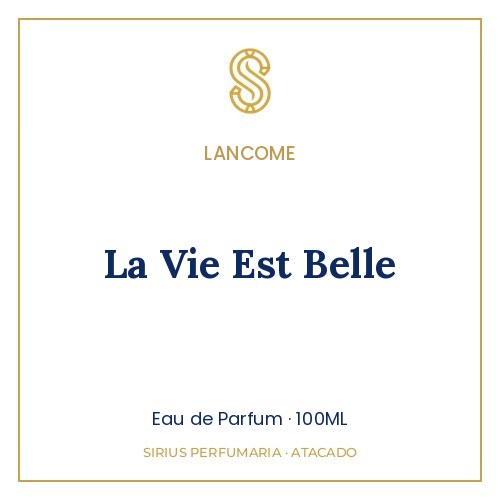 LANCOME
La Vie Est Belle
Eau de Parfum · 100ML
SIRIUS PERFUMARIA · ATACADO